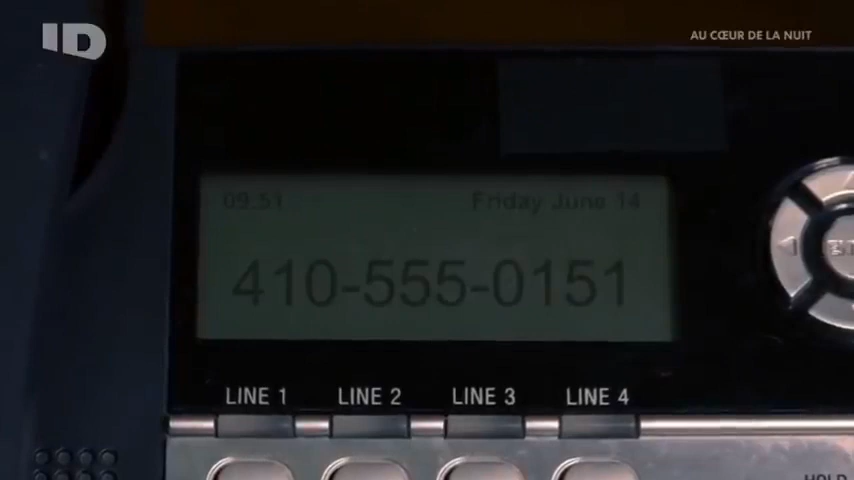 ID
AU CŒUR DE LA NUIT
09.51 Friday June 14
410-555-0151
LINE 1 LINE 2 LINE 3 LINE 4
HOLD